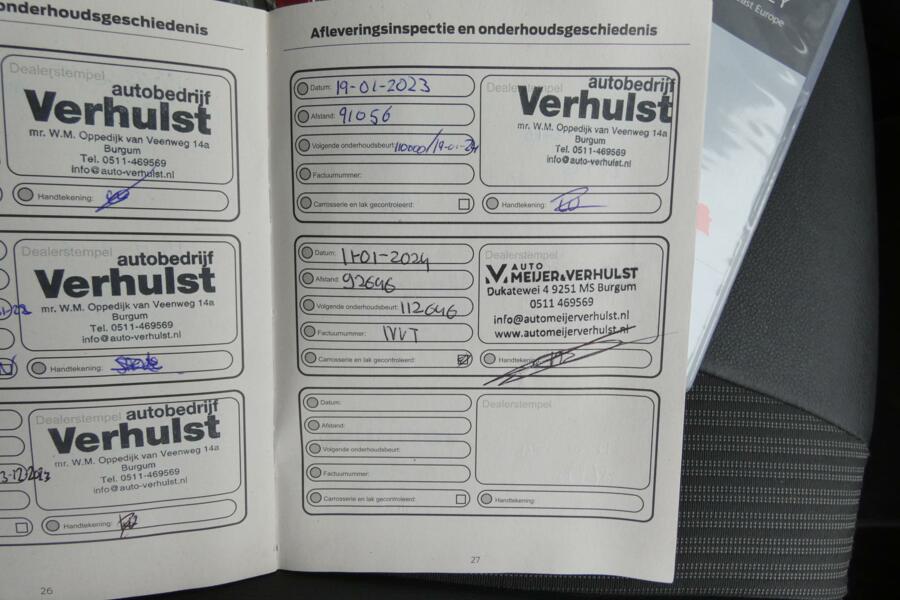 onderhoudsgeschiedenis
Dealerstempel
autobedrijf
Verhulst
mr. W.M. Oppedijk van Veenweg 14a
Burgum
Tel. 0511-469569
info@auto-verhulst.nl
Handtekening:
Dealerstempel
autobedrijf
Verhulst
mr. W.M. Oppedijk van Veenweg 14a
Burgum
Tel. 0511-469569
info@auto-verhulst.nl
Handtekening:
Dealerstempel
autobedrijf
Verhulst
mr. W.M. Oppedijk van Veenweg 14a
Burgum
Tel. 0511-469569
info@auto-verhulst.nl
Handtekening:
26
Afleveringsinspectie en onderhoudsgeschiedenis
Datum: 19-01-2023
Afstand: 91056
Volgende onderhoudsbeurt: 110000/19-01-24
Factuurnummer:
Carrosserie en lak gecontroleerd:
autobedrijf
Verhulst
mr. W.M. Oppedijk van Veenweg 14a
Burgum
Tel. 0511-469569
info@auto-verhulst.nl
Handtekening:
Datum: 11-01-2024
Afstand: 92646
Volgende onderhoudsbeurt: 112646
Factuurnummer:
Carrosserie en lak gecontroleerd:
Dealerstempel
AUTO
MEIJER&VERHULST
Dukatewei 4 9251 MS Burgum
0511 469569
info@automeijerverhulst.nl
www.automeijerverhulst.nl
Handtekening:
Datum:
Afstand:
Volgende onderhoudsbeurt:
Factuurnummer:
Carrosserie en lak gecontroleerd:
Dealerstempel
Handtekening:
27
East Europe